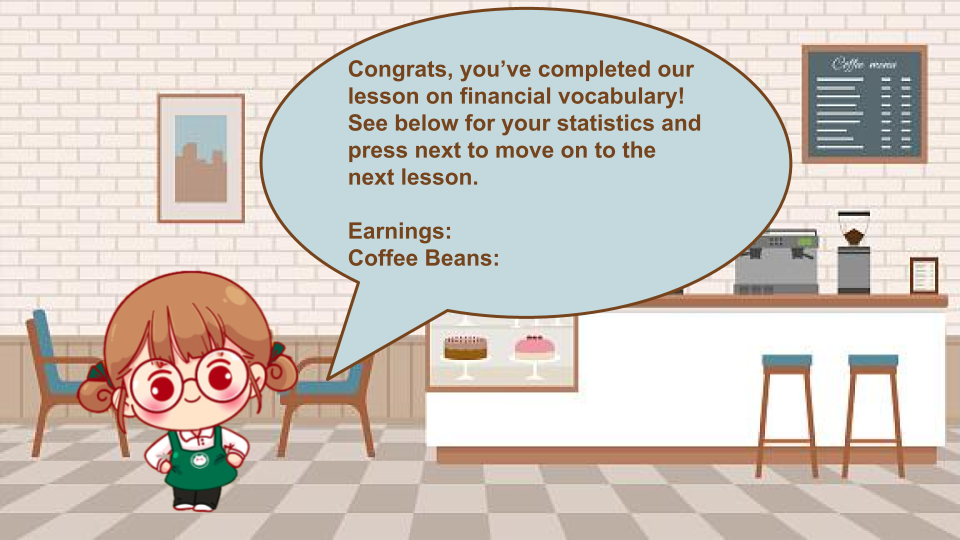 Congrats, you've completed our
lesson on financial vocabulary!
See below for your statistics and
press next to move on to the
next lesson.
Earnings:
Coffee Beans:
Coffee menu